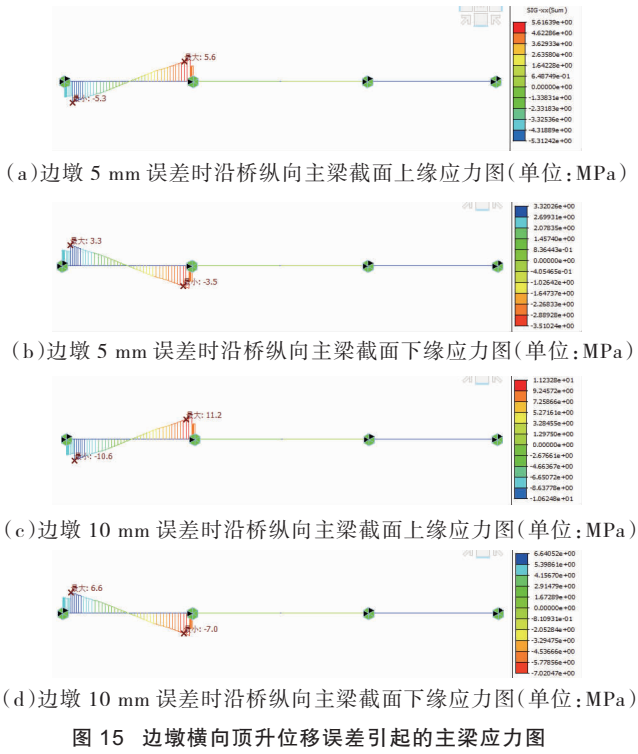 SIG-xx(Sum)
5.61639e+00
4.62286e+00
3.62933e+00
2.63580e+00
1.64228e+00
6.48749e-01
0.00000e+00
-1.33831e+00
-2.33183e+00
-3.32536e+00
-4.31889e+00
-5.31242e+00
最大: 5.6
最小: -5.3
(a)边墩 5 mm 误差时沿桥纵向主梁截面上缘应力图(单位:MPa)
3.32026e+00
2.69931e+00
2.07835e+00
1.45740e+00
8.36443e-01
0.00000e+00
-4.05465e-01
-1.02642e+00
-1.64737e+00
-2.26833e+00
-2.88928e+00
-3.51024e+00
最大: 3.3
最小: -3.5
(b)边墩 5 mm 误差时沿桥纵向主梁截面下缘应力图(单位:MPa)
1.12328e+01
9.24572e+00
7.25866e+00
5.27161e+00
3.28455e+00
1.29750e+00
0.00000e+00
-2.67661e+00
-4.66367e+00
-6.65072e+00
-8.63778e+00
-1.06248e+01
最大: 11.2
最小: -10.6
(c)边墩 10 mm 误差时沿桥纵向主梁截面上缘应力图(单位:MPa)
6.64052e+00
5.39861e+00
4.15670e+00
2.91479e+00
1.67289e+00
0.00000e+00
-8.10931e-01
-2.05284e+00
-3.29475e+00
-4.53666e+00
-5.77856e+00
-7.02047e+00
最大: 6.6
最小: -7.0
(d)边墩 10 mm 误差时沿桥纵向主梁截面下缘应力图(单位:MPa)
图 15 边墩横向顶升位移误差引起的主梁应力图